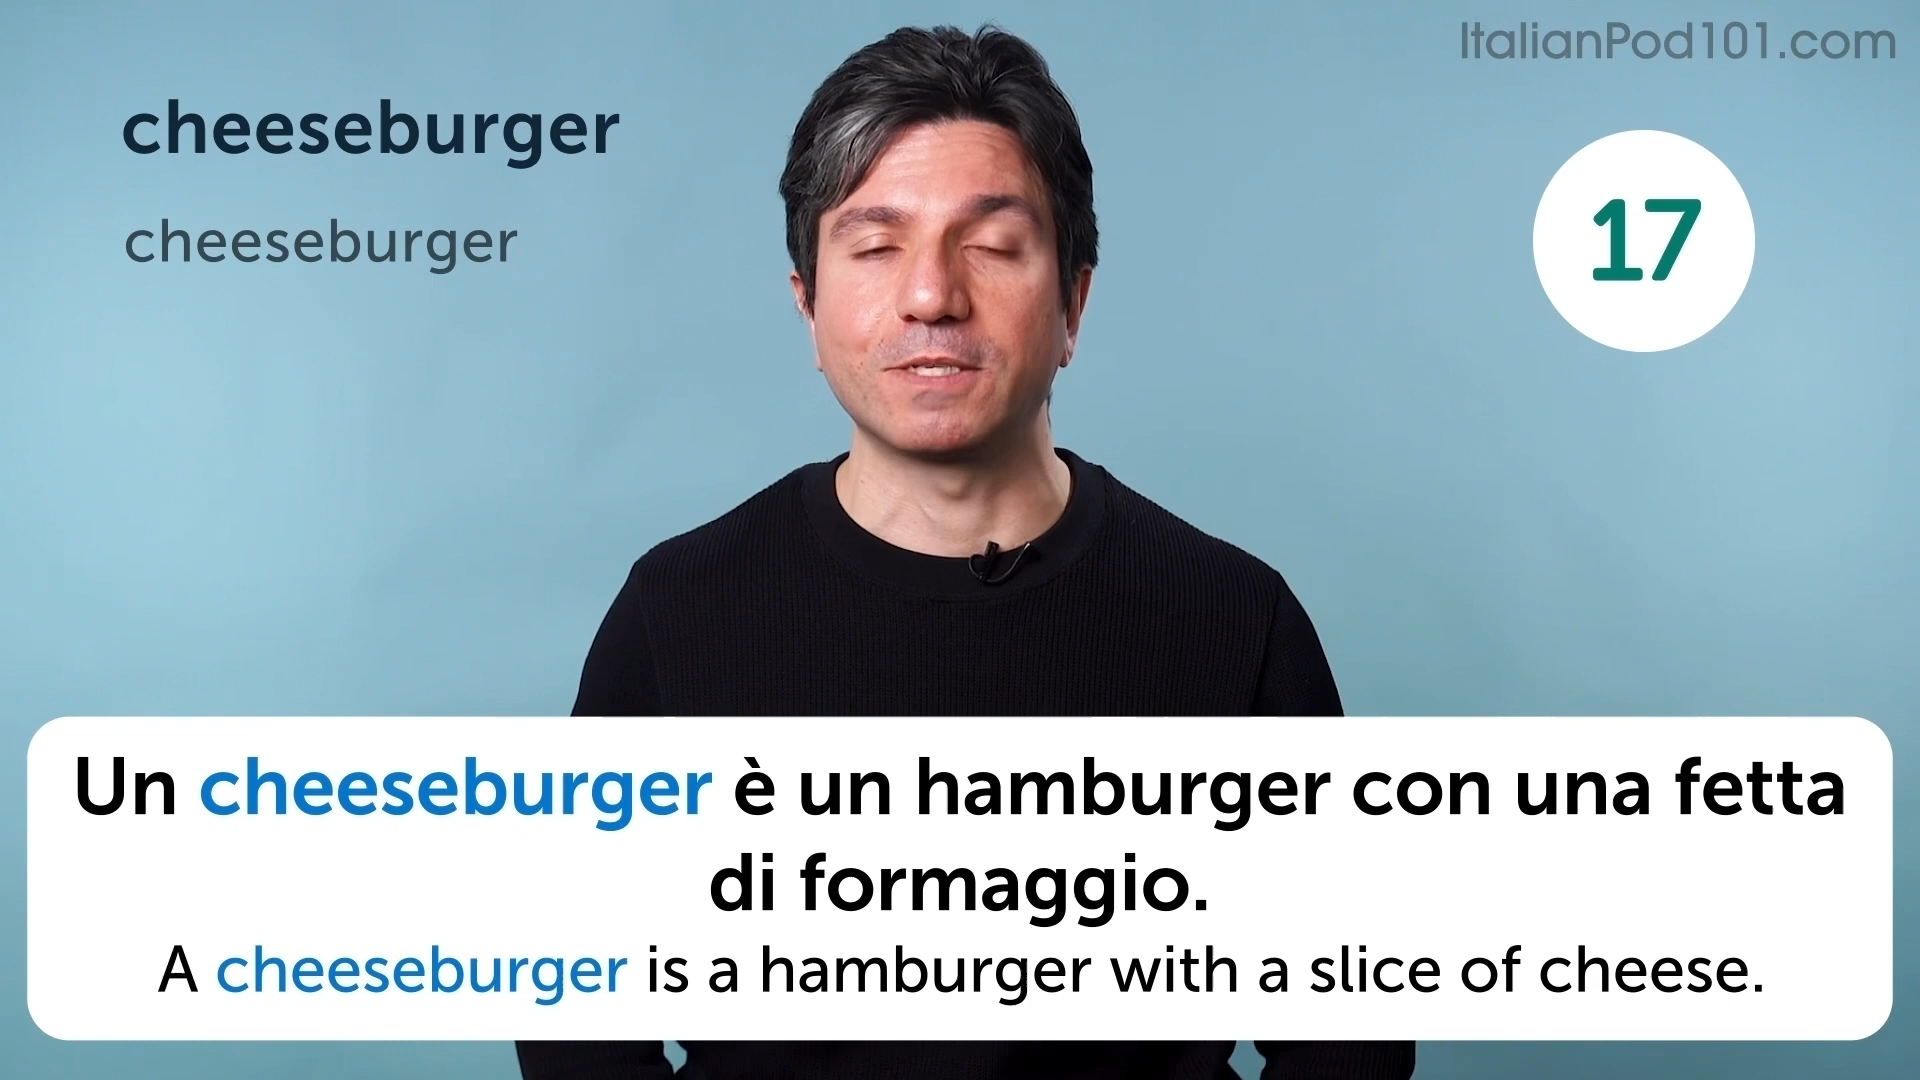 ItalianPod101.com
cheeseburger
cheeseburger
17
Un cheeseburger è un hamburger con una fetta
di formaggio.
A cheeseburger is a hamburger with a slice of cheese.